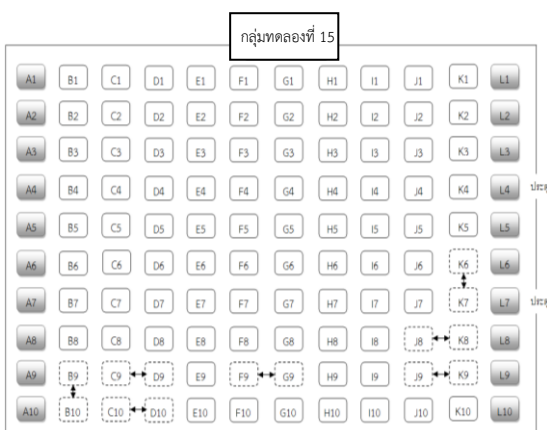 กลุ่มทดลองที่ 15
A1 B1 C1 D1 E1 F1 G1 H1 I1 J1 K1 L1
A2 B2 C2 D2 E2 F2 G2 H2 I2 J2 K2 L2
A3 B3 C3 D3 E3 F3 G3 H3 I3 J3 K3 L3
A4 B4 C4 D4 E4 F4 G4 H4 I4 J4 K4 L4
A5 B5 C5 D5 E5 F5 G5 H5 I5 J5 K5 L5
A6 B6 C6 D6 E6 F6 G6 H6 I6 J6 K6 L6
A7 B7 C7 D7 E7 F7 G7 H7 I7 J7 K7 L7
A8 B8 C8 D8 E8 F8 G8 H8 I8 J8 K8 L8
A9 B9 C9 D9 E9 F9 G9 H9 I9 J9 K9 L9
A10 B10 C10 D10 E10 F10 G10 H10 I10 J10 K10 L10